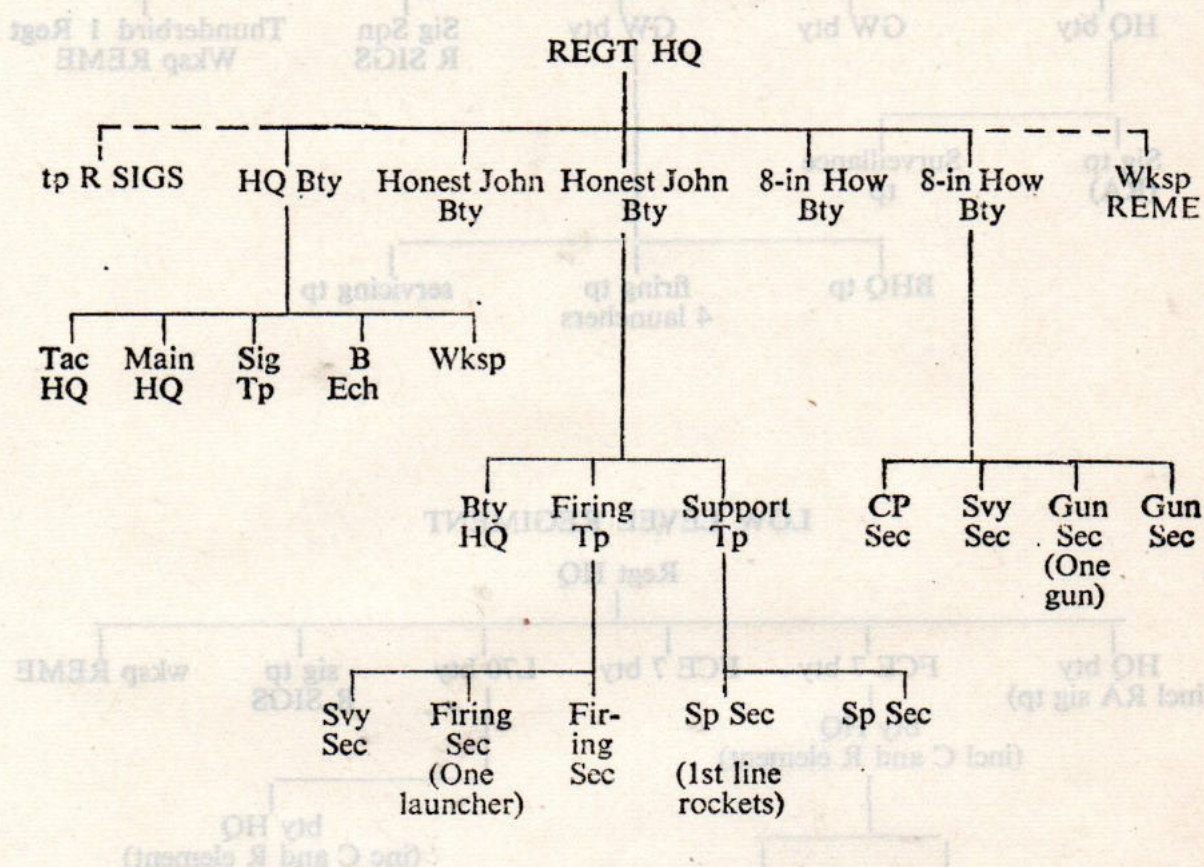 REGT HQ
tp R SIGS
HQ Bty
Honest John
Bty
Honest John
Bty
8-in How
Bty
8-in How
Bty
Wksp
REME
Tac
HQ
Main
HQ
Sig
Tp
B
Ech
Wksp
Bty
HQ
Firing
Tp
Support
Tp
CP
Sec
Svy
Sec
Gun
Sec
(One
gun)
Gun
Sec
Svy
Sec
Firing
Sec
(One
launcher)
Fir-
ing
Sec
Sp Sec
(1st line
rockets)
Sp Sec